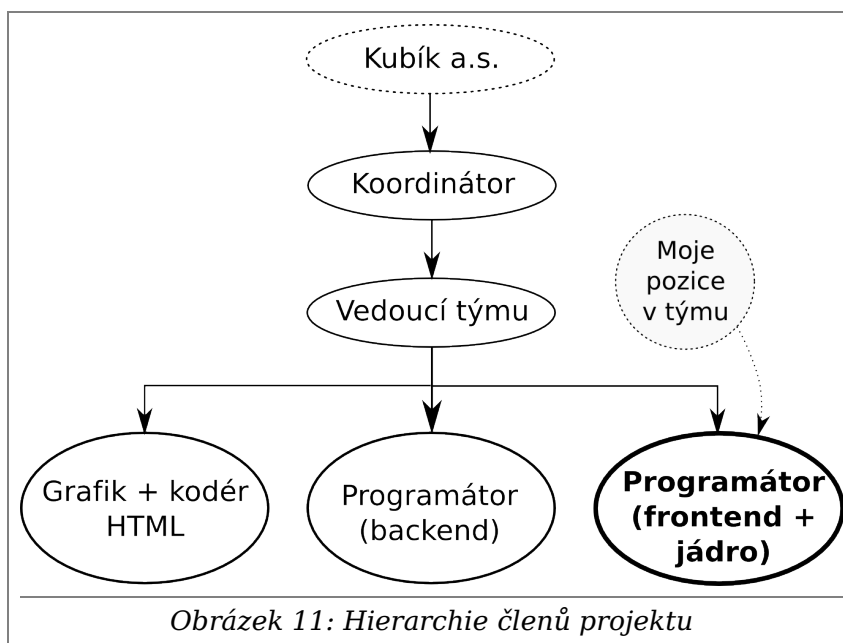 Kubík a.s.
Koordinátor
Moje
pozice
v týmu
Vedoucí týmu
Grafik + kodér
HTML
Programátor
(backend)
Programátor
(frontend +
jádro)
Obrázek 11: Hierarchie členů projektu